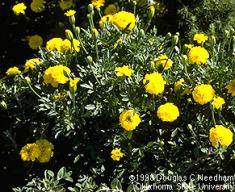 ©1998 Douglas C Needham
Oklahoma State University